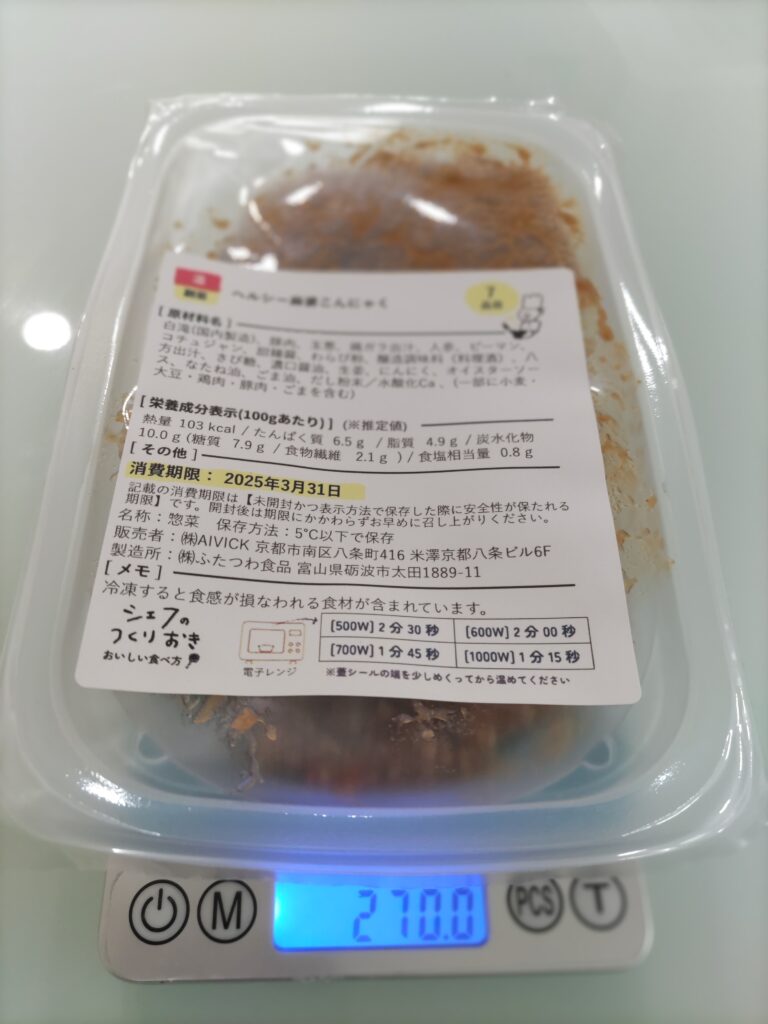 ヘルシー麻婆こんにゃく
7
[ 原材料名 ]
白滝(国内製造)、豚肉、玉葱、鶏ガラ出汁、人参、ピーマン、
コチュジャン、甜麺醤、わらび粉、醸造調味料(料理酒)、八
方出汁、きび糖、濃口醤油、生姜、にんにく、オイスターソー
ス、なたね油、ごま油、だし粉末/水酸化Ca、(一部に小麦・
大豆・鶏肉・豚肉・ごまを含む)
[ 栄養成分表示(100gあたり) ] (※推定値)
熱量 103 kcal / たんぱく質 6.5 g / 脂質 4.9 g / 炭水化物
10.0 g (糖質 7.9 g / 食物繊維 2.1 g ) / 食塩相当量 0.8 g
[ その他 ]
消費期限: 2025年3月31日
記載の消費期限は【未開封かつ表示方法で保存した際に安全性が保たれる
期限】です。開封後は期限にかかわらずお早めに召し上がりください。
名称:惣菜 保存方法:5°C以下で保存
販売者:㈱AIVICK 京都市南区八条町416 米澤京都八条ビル6F
製造所:㈱ふたつわ食品 富山県砺波市太田1889-11
[ メモ ]
冷凍すると食感が損なわれる食材が含まれています。
シェフの
つくりおき
おいしい食べ方
電子レンジ
[500W] 2 分 30 秒 [600W] 2 分 00 秒
[700W] 1 分 45 秒 [1000W] 1 分 15 秒
※蓋シールの端を少しめくってから温めてください
M 270.0 PCS T